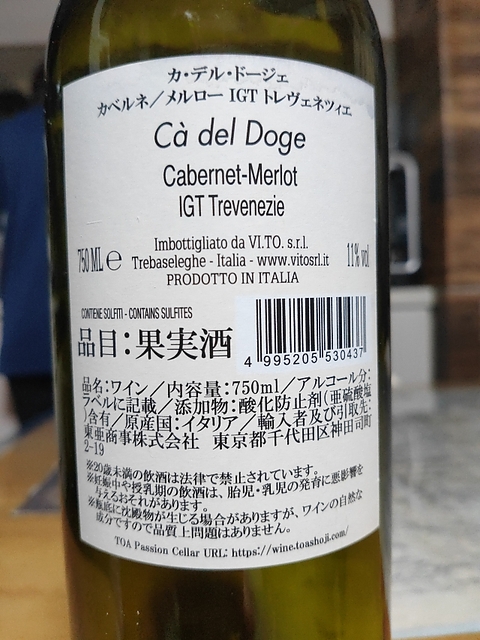 カ・デル・ドージェ
カベルネ／メルロー IGT トレヴェネツィエ
Cà del Doge
Cabernet-Merlot
IGT Trevenezie
750 ML e
Imbottigliato da VI.TO. s.r.l.
Trebaseleghe - Italia - www.vitosrl.it
PRODOTTO IN ITALIA
11% vol
CONTIENE SOLFITI - CONTAINS SULFITES
品目：果実酒
4 995205 530437
品名：ワイン／内容量：750ml／アルコール分：
ラベルに記載／添加物：酸化防止剤（亜硫酸塩
）含有／原産国：イタリア／輸入者及び引取先：
東亜商事株式会社 東京都千代田区神田司町
2-19
※20歳未満の飲酒は法律で禁止されています。
※妊娠中や授乳期の飲酒は、胎児・乳児の発育に悪影響を
与えるおそれがあります。
※瓶底に沈殿物が生じる場合がありますが、ワインの自然な
成分ですので品質上問題はありません。
TOA Passion Cellar URL: https://wine.toashoji.com/